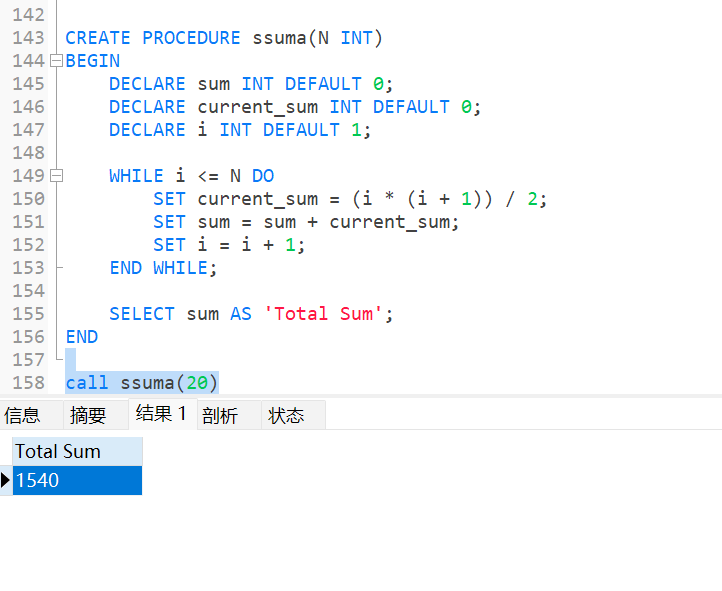 142
143 CREATE PROCEDURE ssuma(N INT)
144 BEGIN
145     DECLARE sum INT DEFAULT 0;
146     DECLARE current_sum INT DEFAULT 0;
147     DECLARE i INT DEFAULT 1;
148
149     WHILE i <= N DO
150         SET current_sum = (i * (i + 1)) / 2;
151         SET sum = sum + current_sum;
152         SET i = i + 1;
153     END WHILE;
154
155     SELECT sum AS 'Total Sum';
156 END
157
158 call ssuma(20)
信息 摘要 结果 1 剖析 状态
Total Sum
1540